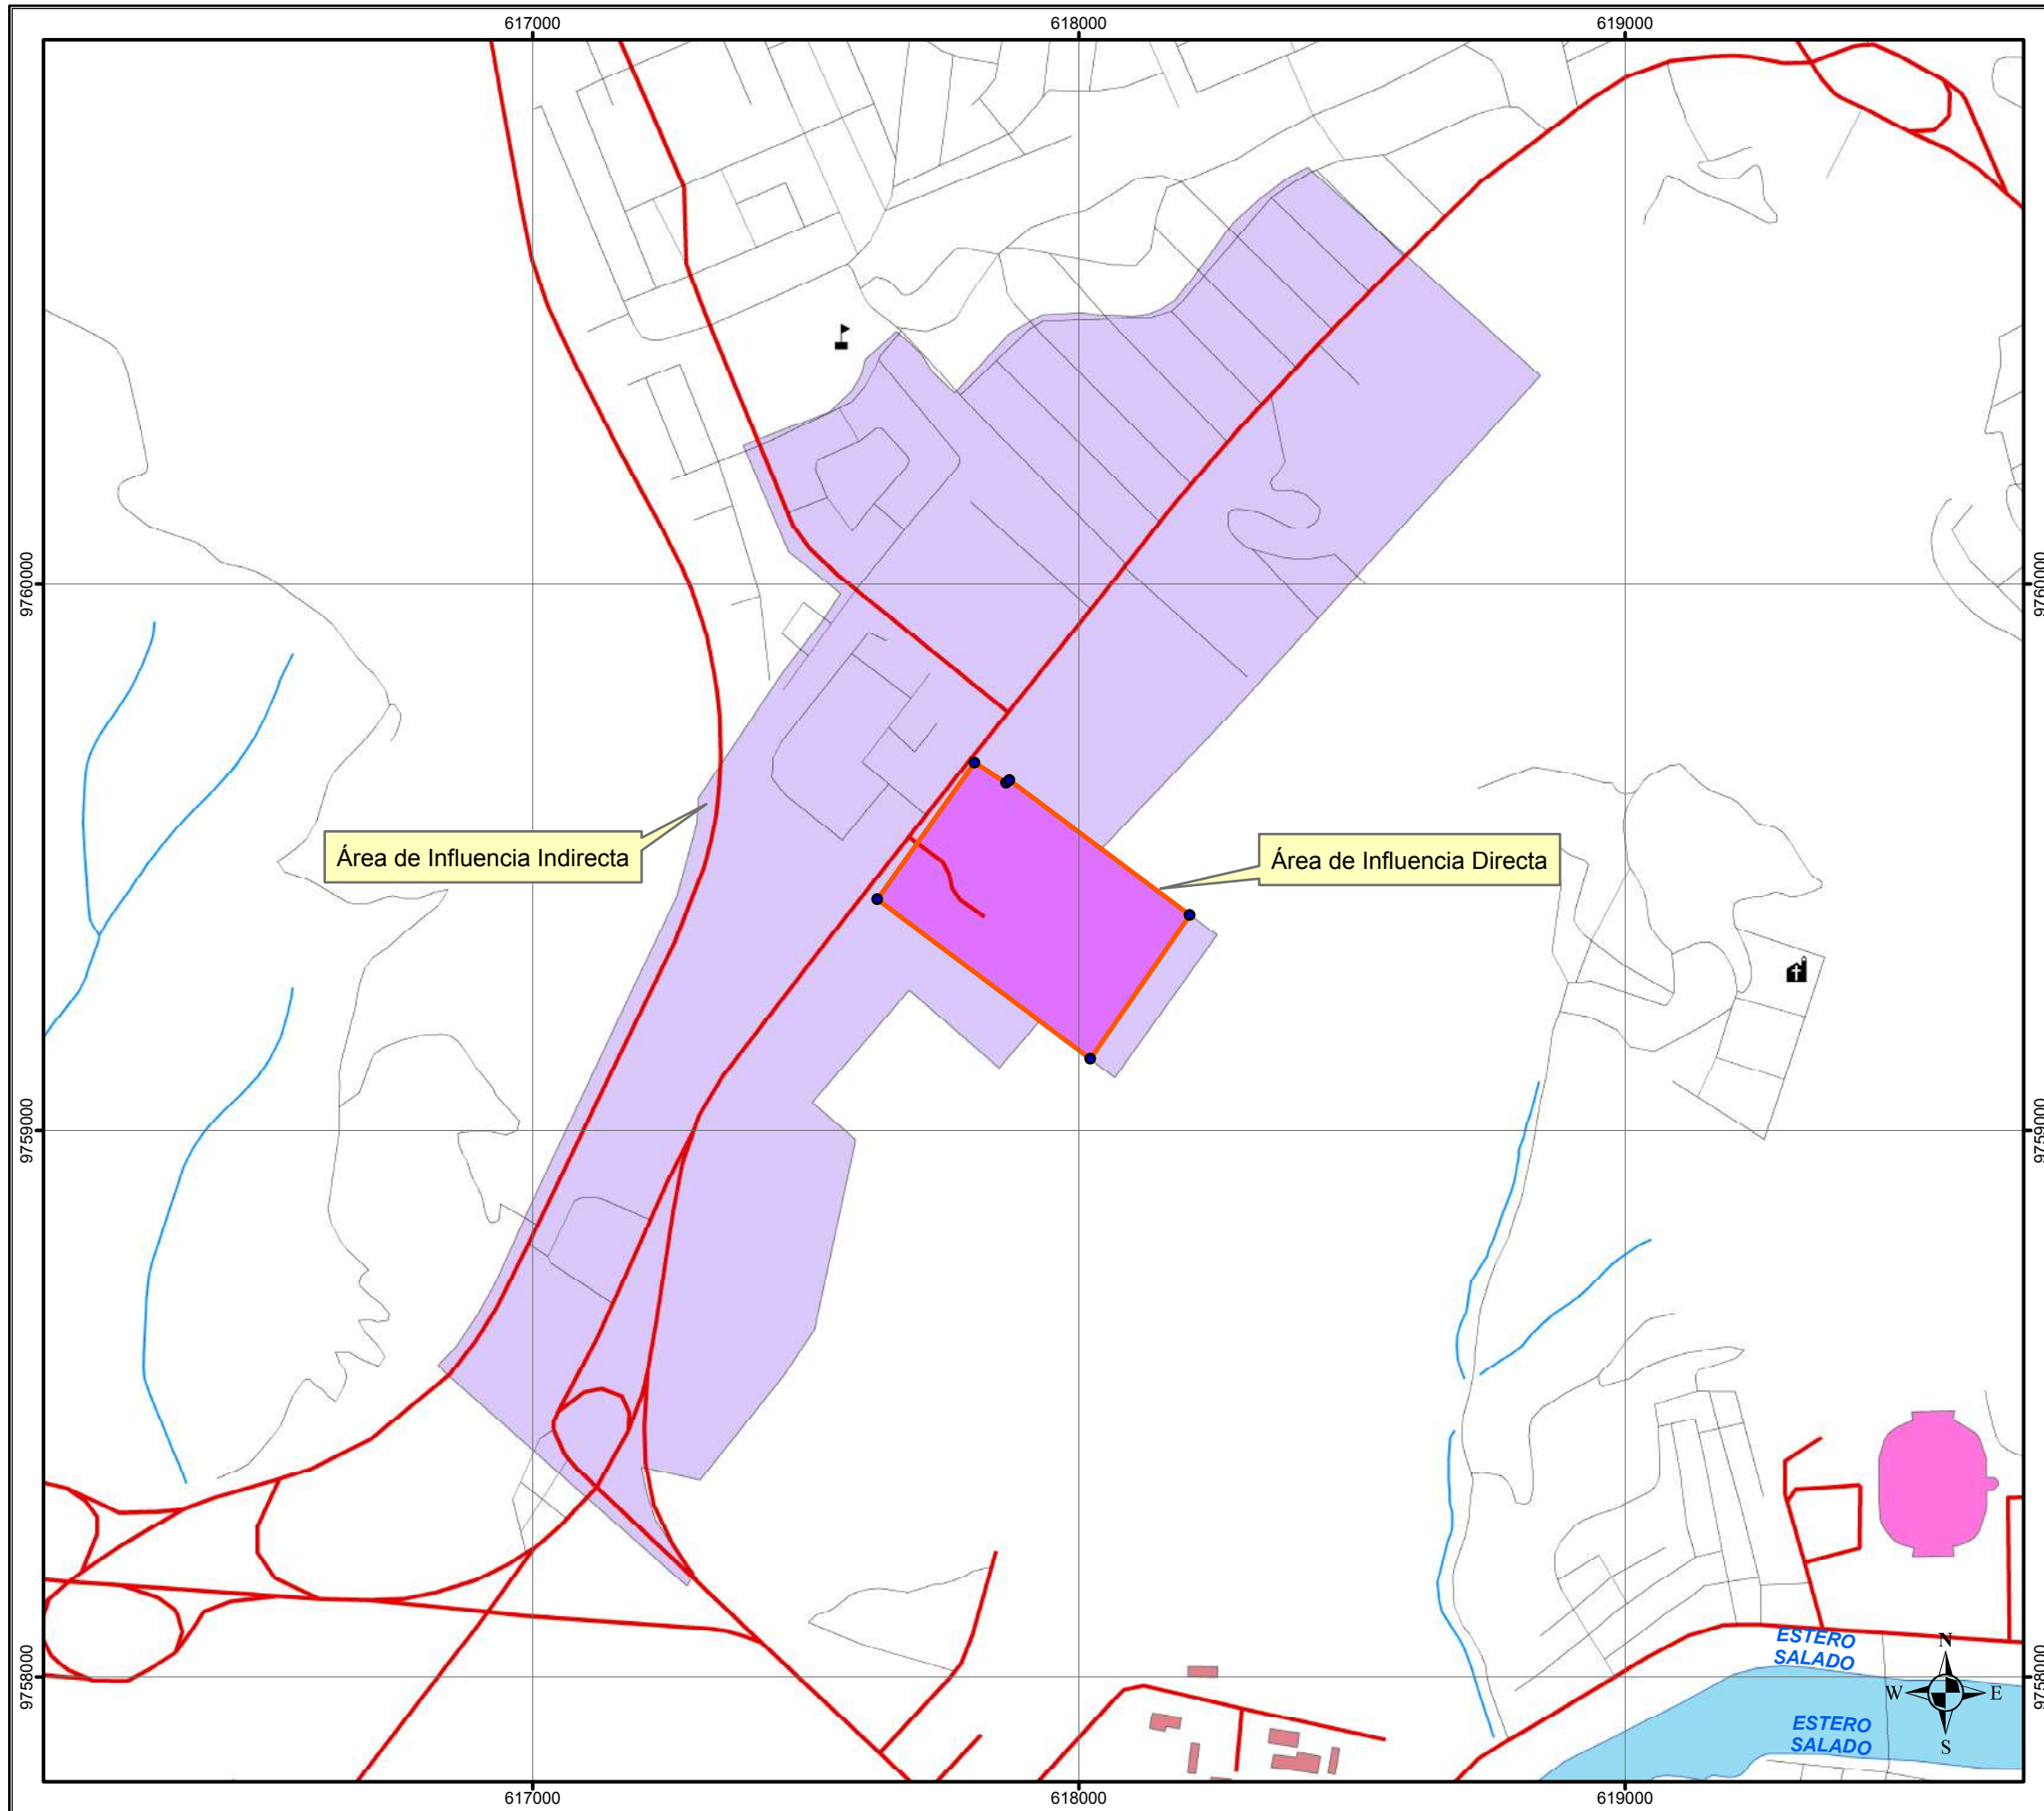 617000
618000
619000
9760000
9760000
Área de Influencia Indirecta
Área de Influencia Directa
9759000
9759000
ESTERO
SALADO
N
W
E
S
9758000
9758000
ESTERO
SALADO
617000
618000
619000